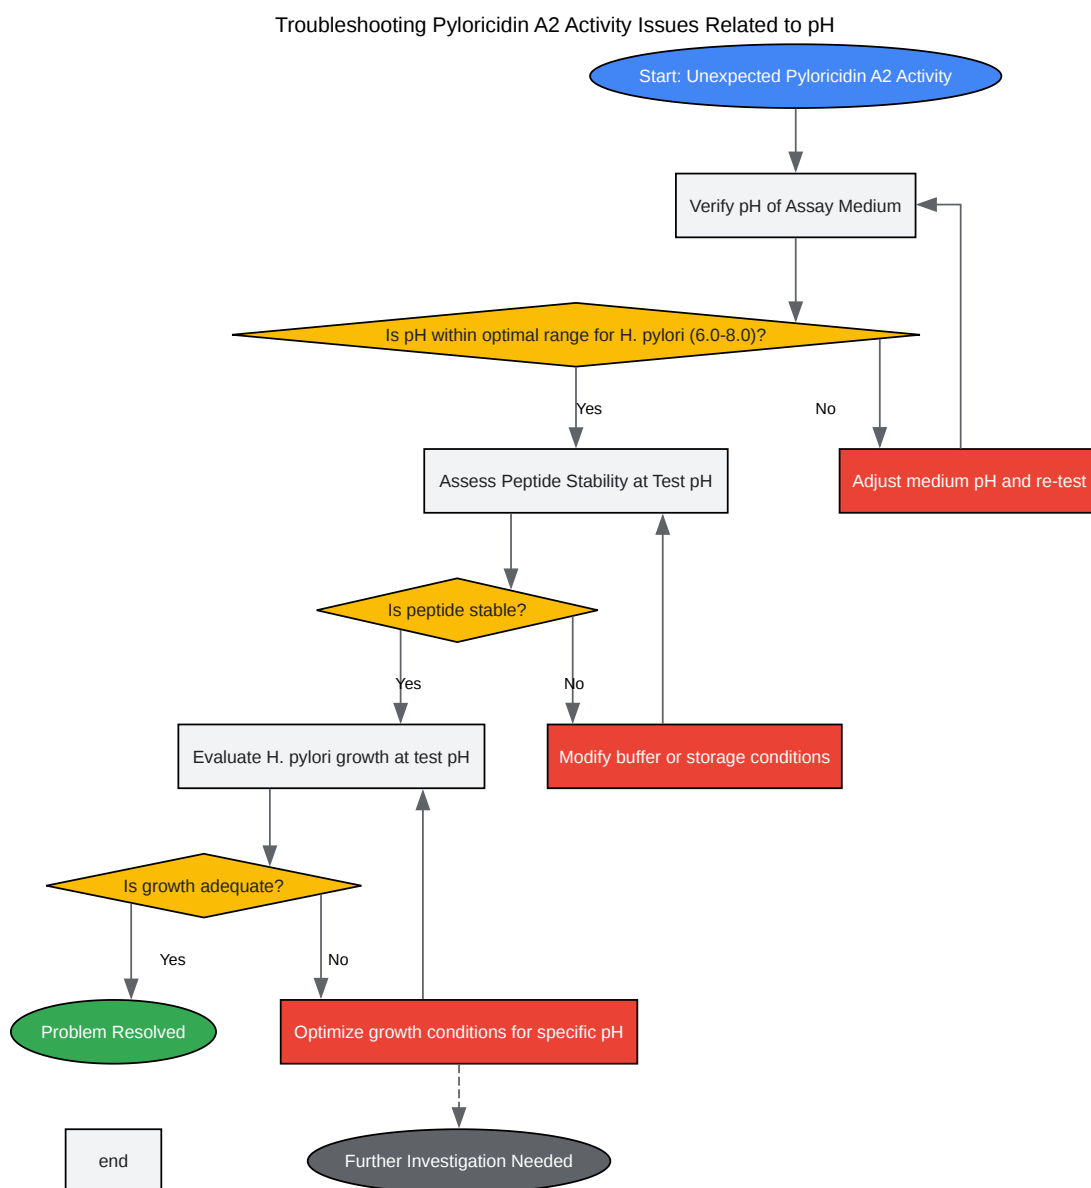 Troubleshooting Pyloricidin A2 Activity Issues Related to pH
Start: Unexpected Pyloricidin A2 Activity
Verify pH of Assay Medium
Is pH within optimal range for H. pylori (6.0-8.0)?
Yes
No
Assess Peptide Stability at Test pH
Adjust medium pH and re-test
Is peptide stable?
Yes
No
Evaluate H. pylori growth at test pH
Modify buffer or storage conditions
Is growth adequate?
Yes
No
Problem Resolved
Optimize growth conditions for specific pH
end
Further Investigation Needed